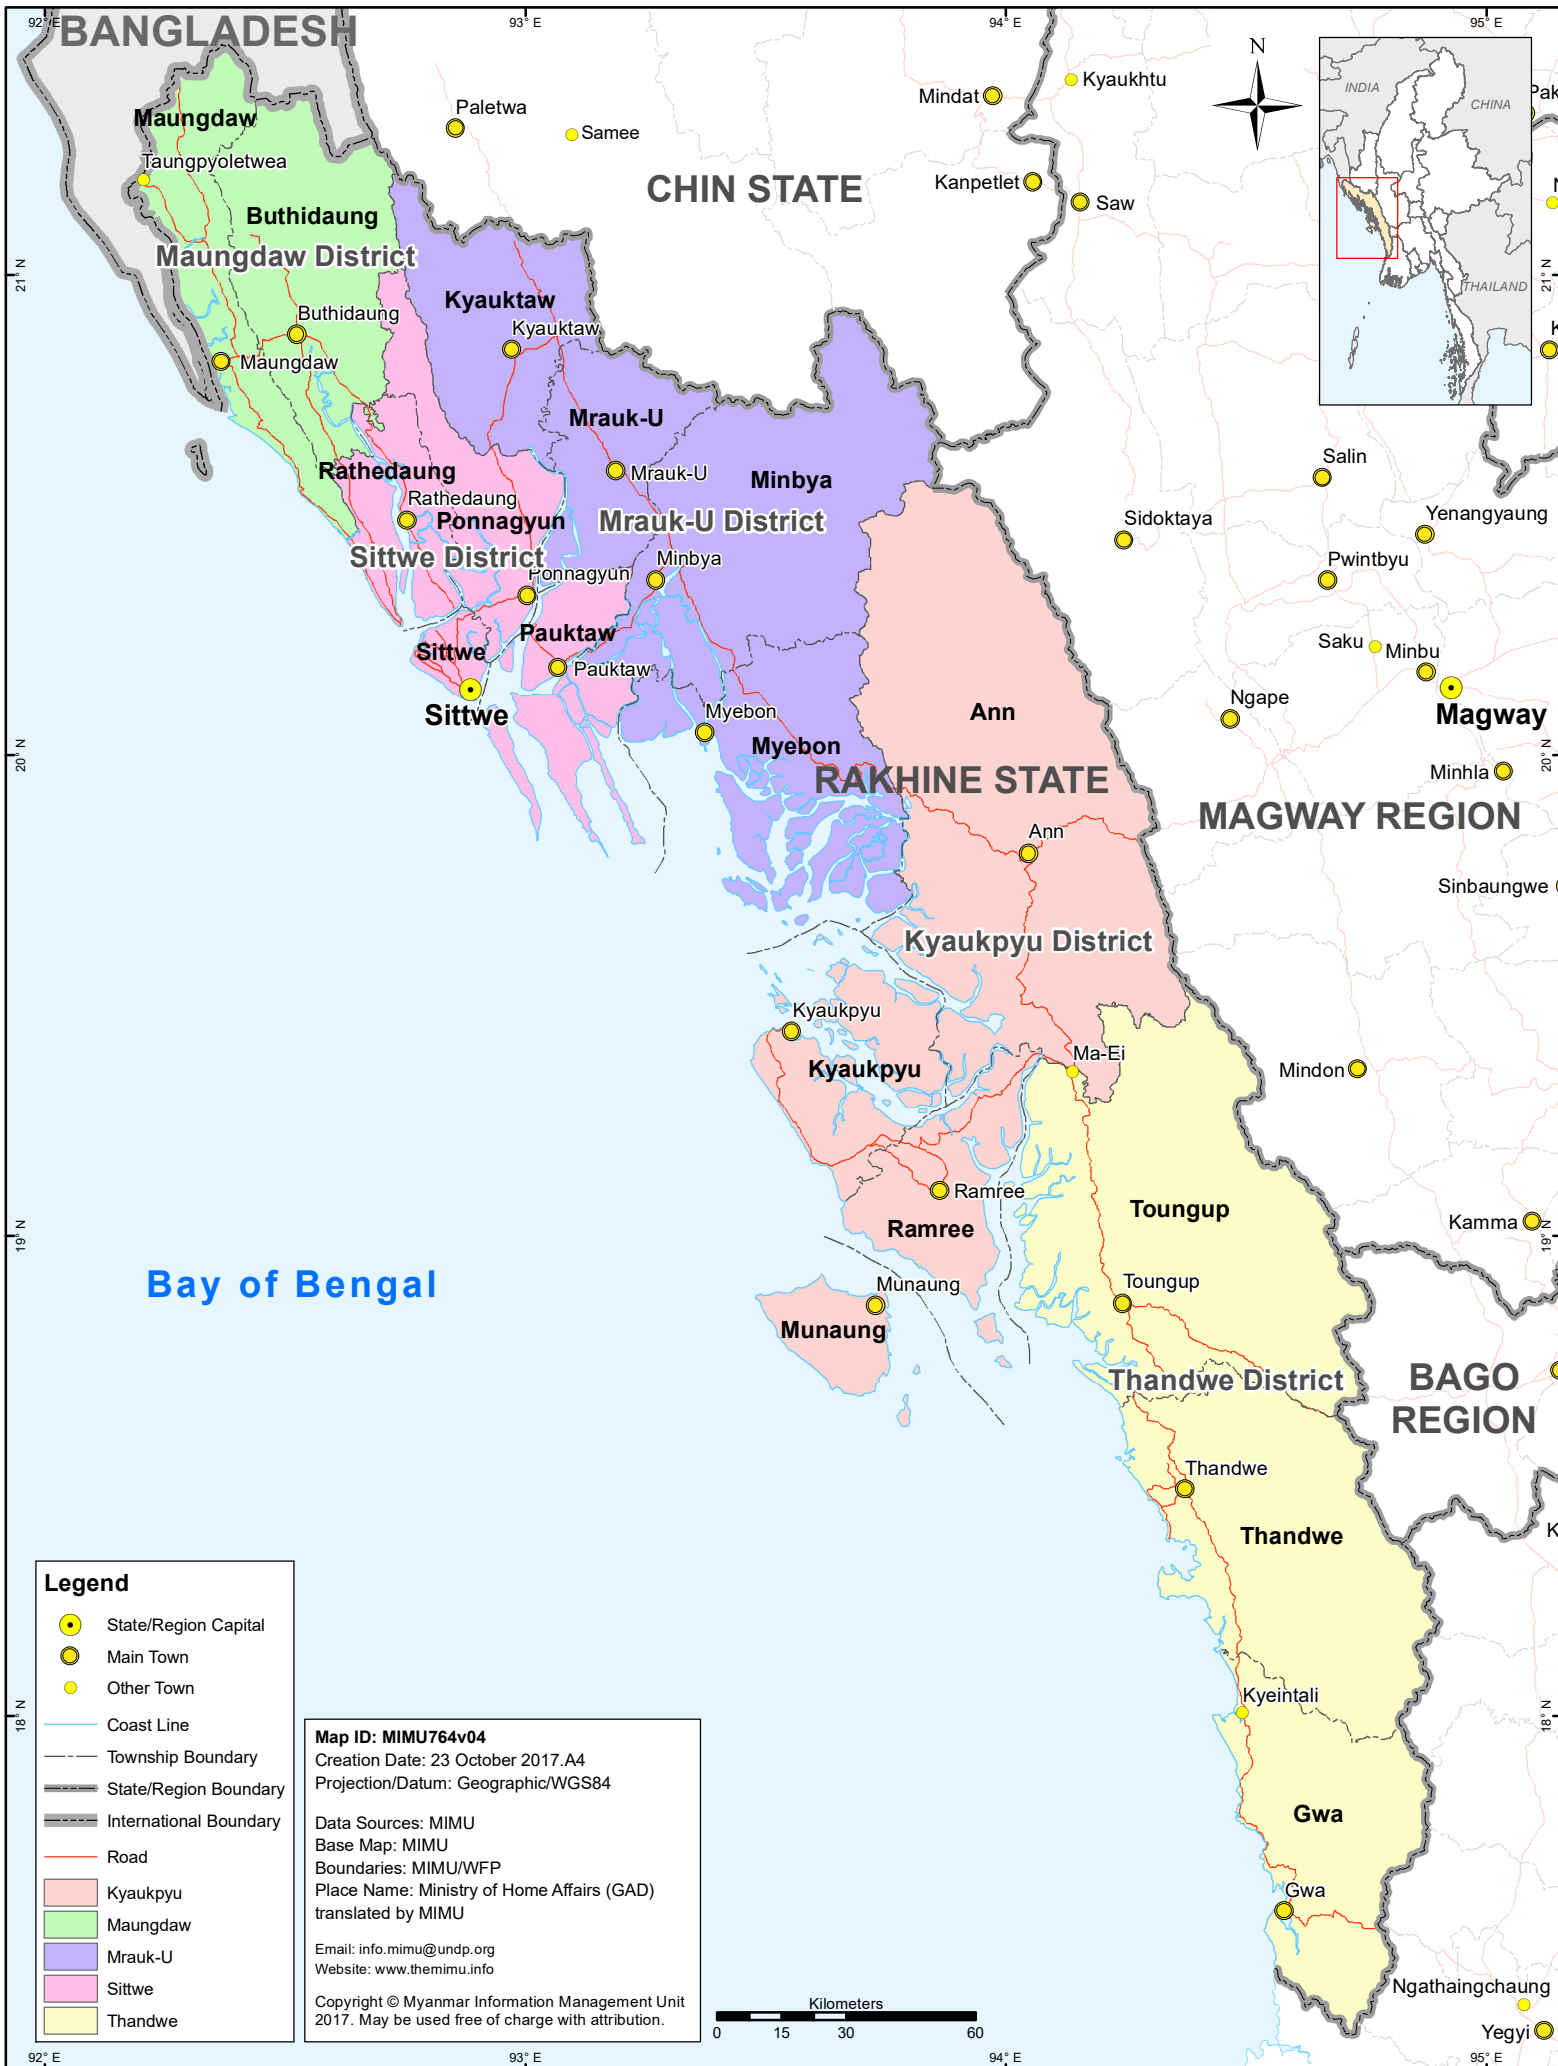 92° E
93° E
94° E
95° E
BANGLADESH
N
INDIA
CHINA
THAILAND
Kyaukhtu
Mindat
Pak
Paletwa
Samee
Maungdaw
Taungpyoletwea
CHIN STATE
Kanpetlet
Saw
N
Buthidaung
Maungdaw District
21° N
21° N
Kyauktaw
Buthidaung
Kyauktaw
K
Maungdaw
Mrauk-U
Salin
Rathedaung
Mrauk-U
Minbya
Rathedaung
Ponnagyun
Mrauk-U District
Sidoktaya
Yenangyaung
Sittwe District
Minbya
Pwintbyu
Ponnagyun
Pauktaw
Saku
Minbu
Sittwe
Pauktaw
Ngape
Sittwe
Myebon
Ann
Magway
Myebon
20° N
20° N
RAKHINE STATE
Minhla
MAGWAY REGION
Ann
Sinbaungwe
Kyaukpyu District
Kyaukpyu
Ma-Ei
Kyaukpyu
Mindon
Ramree
Toungup
Ramree
Kamma
19° N
19° N
Bay of Bengal
Munaung
Toungup
Munaung
Thandwe District
BAGO
REGION
Thandwe
Thandwe
K
Kyeintali
18° N
18° N
Gwa
Gwa
Ngathaingchaung
Yegyi
Legend
State/Region Capital
Main Town
Other Town
Coast Line
Township Boundary
State/Region Boundary
International Boundary
Road
Kyaukpyu
Maungdaw
Mrauk-U
Sittwe
Thandwe
Map ID: MIMU764v04
Creation Date: 23 October 2017.A4
Projection/Datum: Geographic/WGS84
Data Sources: MIMU
Base Map: MIMU
Boundaries: MIMU/WFP
Place Name: Ministry of Home Affairs (GAD)
translated by MIMU
Email: info.mimu@undp.org
Website: www.themimu.info
Copyright © Myanmar Information Management Unit
2017. May be used free of charge with attribution.
Kilometers
0 15 30 60
92° E
93° E
94° E
95° E